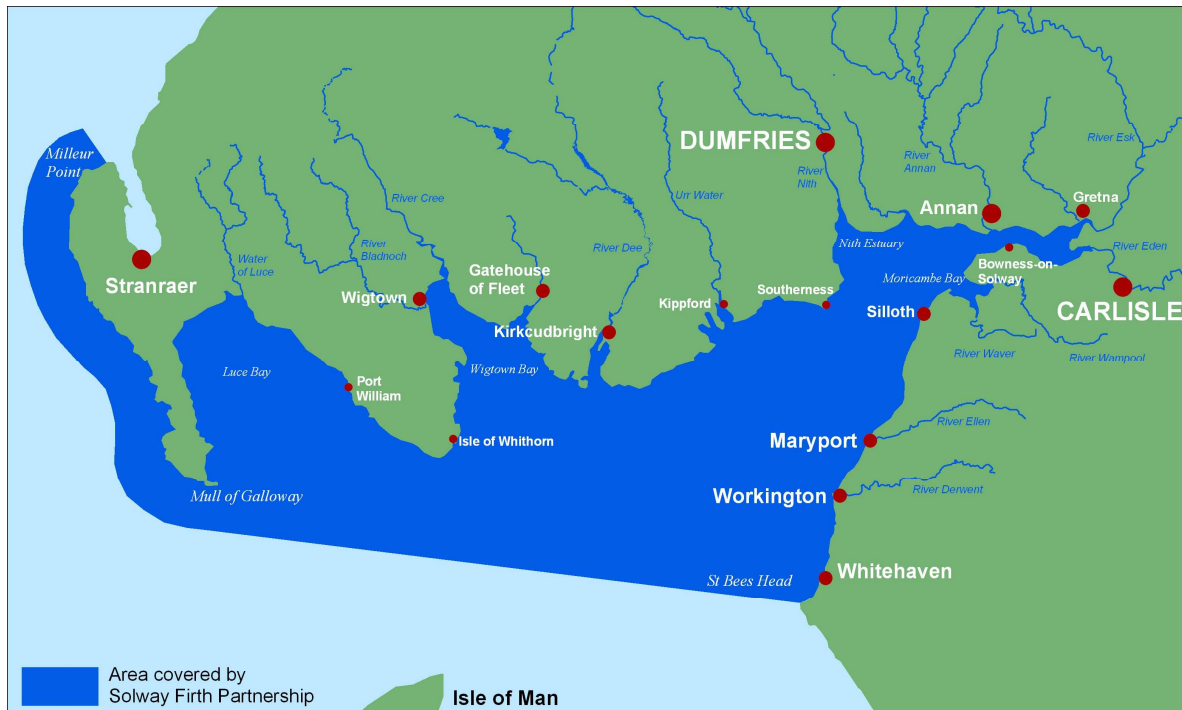 Milleur
Point
DUMFRIES
River
Nith
River
Annan
River Esk
Annan
Gretna
River Cree
Urr Water
River
Bladnoch
Water
of Luce
River Dee
Nith Estuary
River Eden
Stranraer
Gatehouse
of Fleet
Wigtown
Kirkcudbright
Kippford
Southerness
Moricambe Bay
Bowness-on-
Solway
Silloth
CARLISLE
River Waver
River Wampool
Luce Bay
Port
William
Wigtown Bay
Isle of Whithorn
River Ellen
Maryport
Mull of Galloway
Workington
River Derwent
St Bees Head
Whitehaven
Area covered by
Solway Firth Partnership
Isle of Man